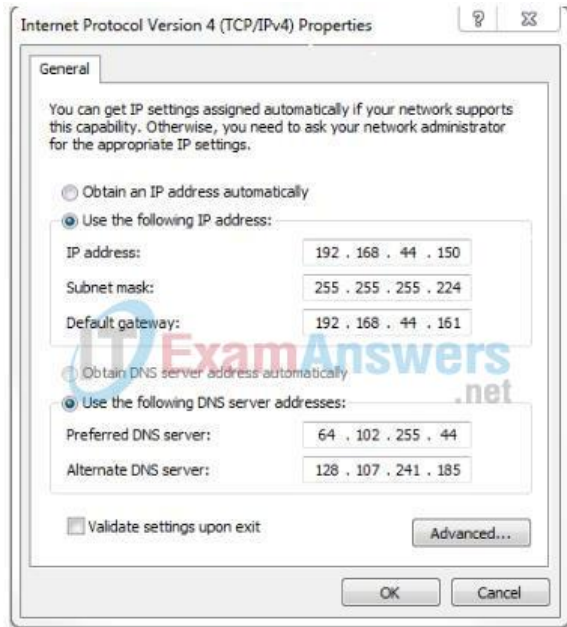 Internet Protocol Version 4 (TCP/IPv4) Properties
General
You can get IP settings assigned automatically if your network supports
this capability. Otherwise, you need to ask your network administrator
for the appropriate IP settings.
Obtain an IP address automatically
Use the following IP address:
IP address: 192 . 168 . 44 . 150
Subnet mask: 255 . 255 . 255 . 224
Default gateway: 192 . 168 . 44 . 161
ITExamAnswers
.net
Obtain DNS server address automatically
Use the following DNS server addresses:
Preferred DNS server: 64 . 102 . 255 . 44
Alternate DNS server: 128 . 107 . 241 . 185
Validate settings upon exit
Advanced...
OK Cancel